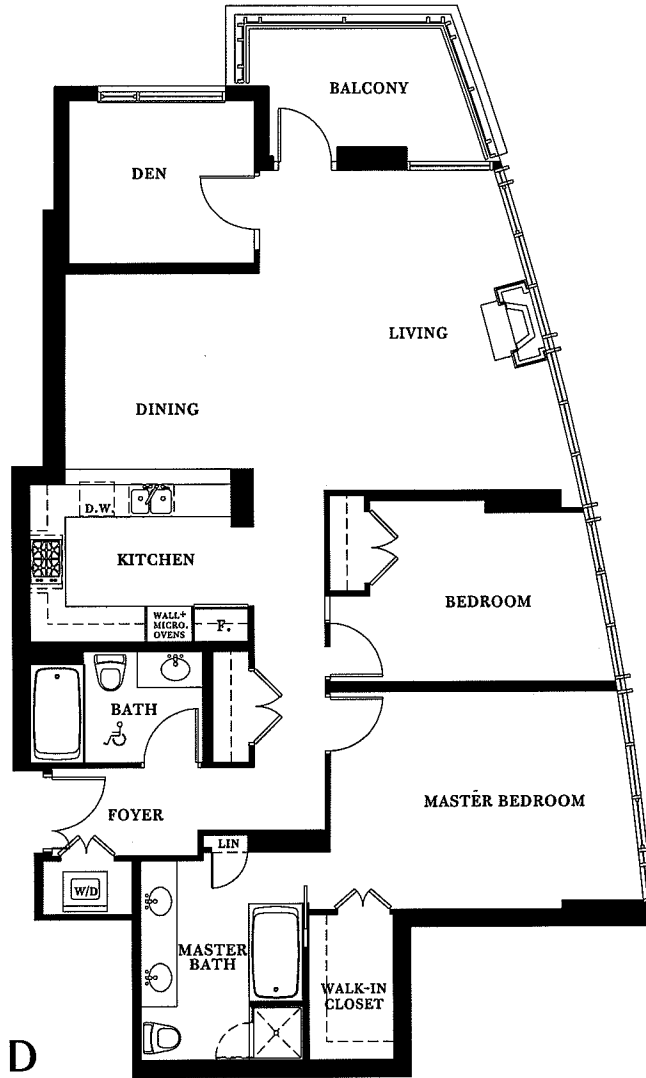 BALCONY
DEN
LIVING
DINING
D.W.
KITCHEN
WALL+
MICRO.
OVENS
F.
BEDROOM
BATH
MASTER BEDROOM
FOYER
LIN
W/D
MASTER
BATH
WALK-IN
CLOSET
D